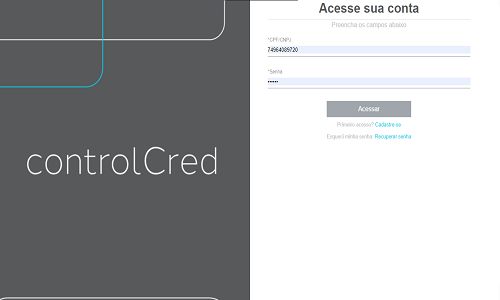 Acesse sua conta
Preencha os campos abaixo
*CPF/CNPJ
74964089720
*Senha
••••••
Acessar
controlCred
Primeiro acesso? Cadastre-se
Esqueci minha senha: Recuperar senha